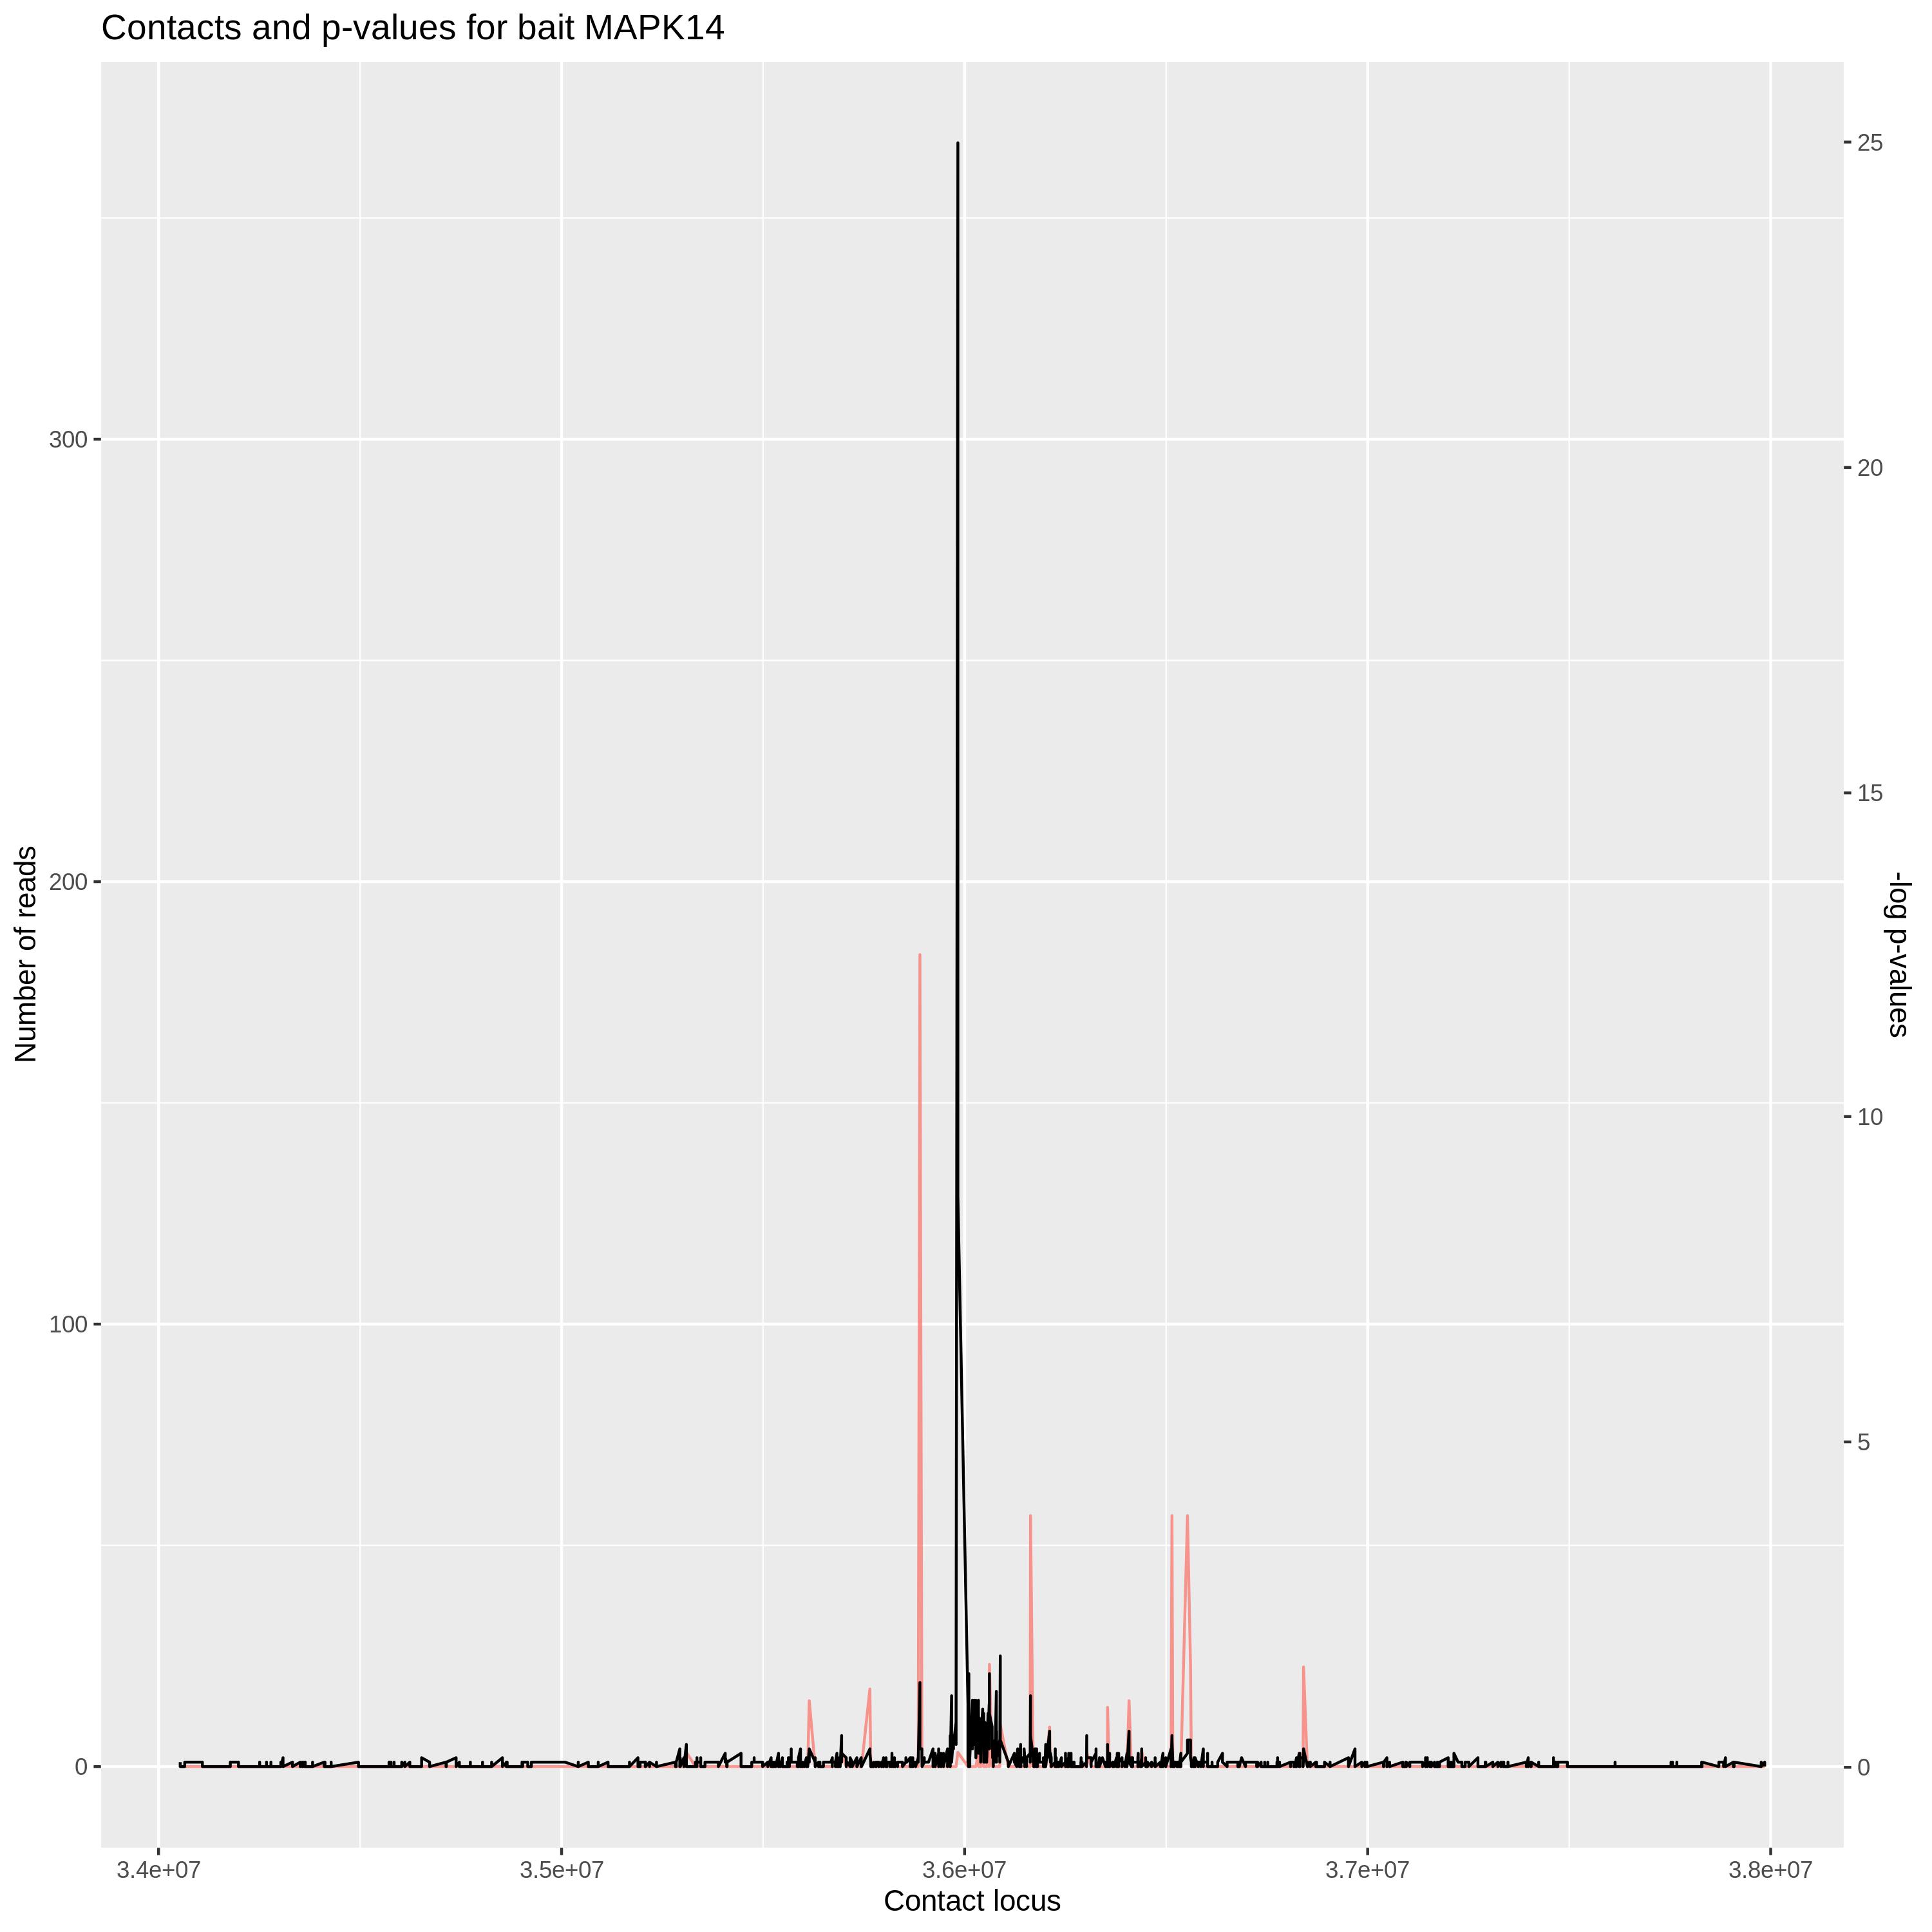 Contacts and p-values for bait MAPK14
Number of reads
300
200
100
0
25
20
15
10
5
0
-log p-values
3.4e+07
3.5e+07
3.6e+07
3.7e+07
3.8e+07
Contact locus